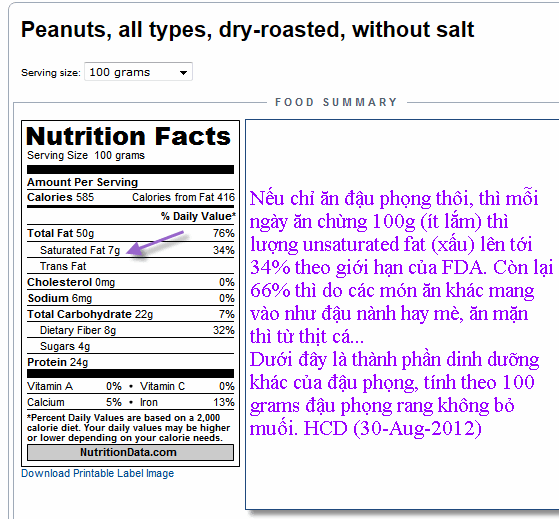 Peanuts, all types, dry-roasted, without salt
Serving size: 100 grams
FOOD SUMMARY
Nutrition Facts
Serving Size 100 grams
Amount Per Serving
Calories 585 Calories from Fat 416
% Daily Value*
Total Fat 50g 76%
Saturated Fat 7g 34%
Trans Fat
Cholesterol 0mg 0%
Sodium 6mg 0%
Total Carbohydrate 22g 7%
Dietary Fiber 8g 32%
Sugars 4g
Protein 24g
Vitamin A 0% • Vitamin C 0%
Calcium 5% • Iron 13%
*Percent Daily Values are based on a 2,000
calorie diet. Your daily values may be higher
or lower depending on your calorie needs.
NutritionData.com
Download Printable Label Image
Nếu chỉ ăn đậu phọng thôi, thì mỗi
ngày ăn chừng 100g (ít lắm) thì
lượng unsaturated fat (xấu) lên tới
34% theo giới hạn của FDA. Còn lại
66% thì do các món ăn khác mang
vào như đậu nành hay mè, ăn mặn
thì từ thịt cá...
Dưới đây là thành phần dinh dưỡng
khác của đậu phọng, tính theo 100
grams đậu phọng rang không bỏ
muối. HCD (30-Aug-2012)